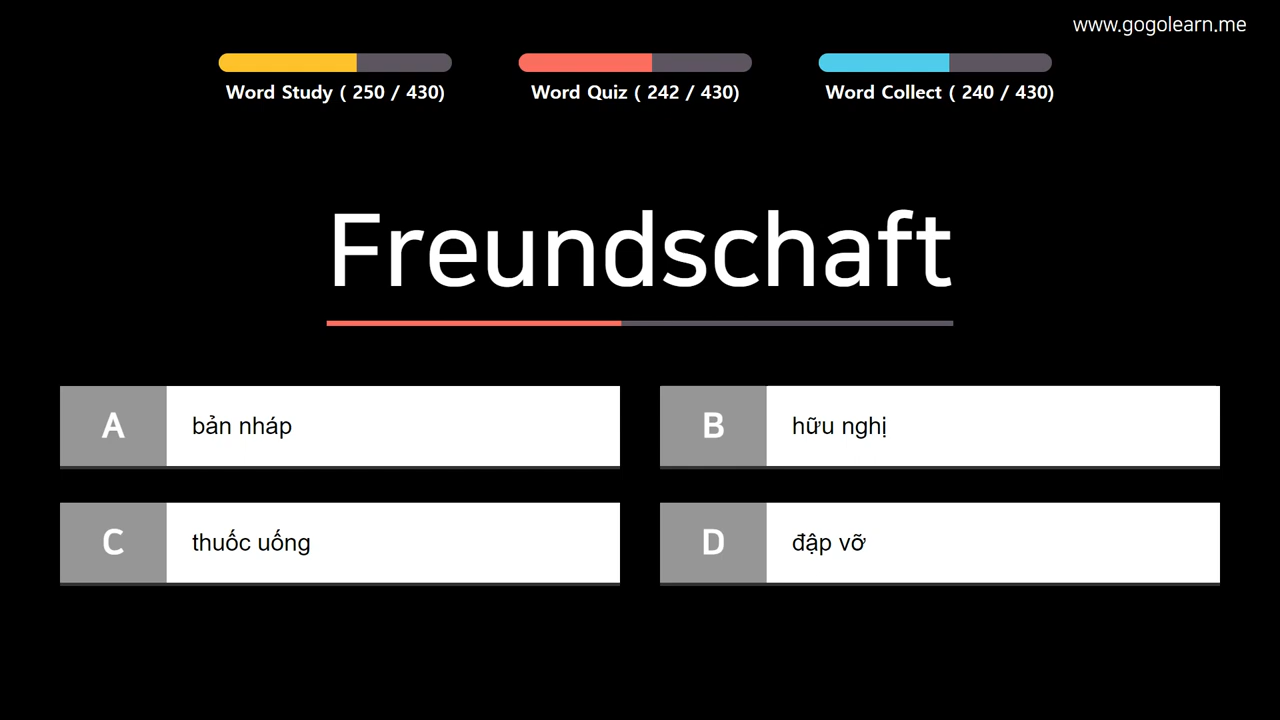 www.gogolearn.me
Word Study ( 250 / 430)
Word Quiz ( 242 / 430)
Word Collect ( 240 / 430)
Freundschaft
A
bản nháp
B
hữu nghị
C
thuốc uống
D
đập vỡ